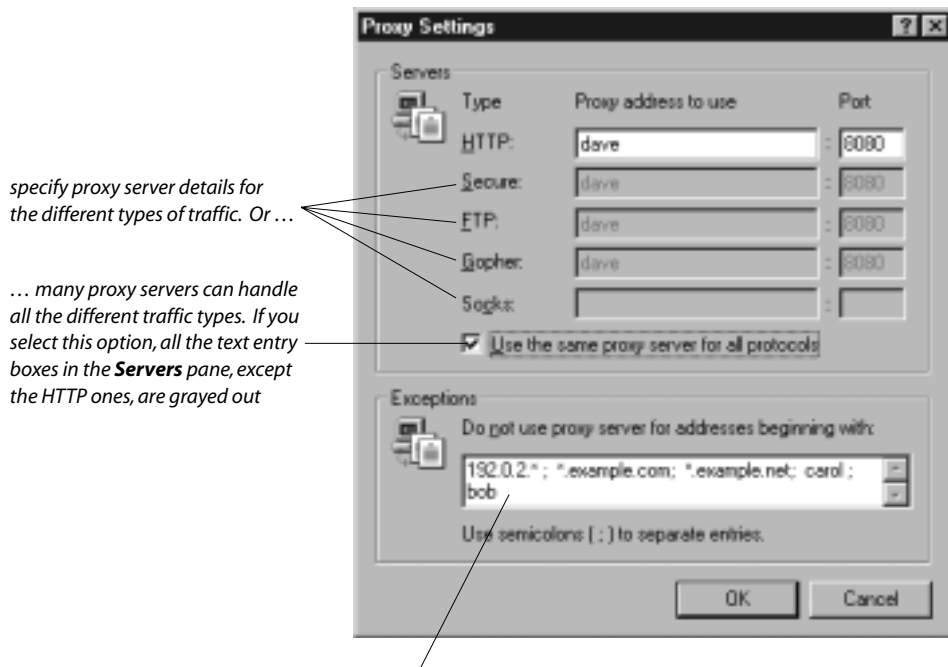 Proxy Settings
Servers
Type Proxy address to use Port
HTTP: dave : 8080
specify proxy server details for
the different types of traffic. Or …
Secure: dave : 8080
FTP: dave : 8080
Gopher: dave : 8080
Socks: :
… many proxy servers can handle
all the different traffic types. If you
select this option, all the text entry
boxes in the Servers pane, except
the HTTP ones, are grayed out
Use the same proxy server for all protocols
Exceptions
Do not use proxy server for addresses beginning with:
192.0.2.* ; *.example.com; *.example.net; carol ;
bob
Use semicolons ( ; ) to separate entries.
OK Cancel